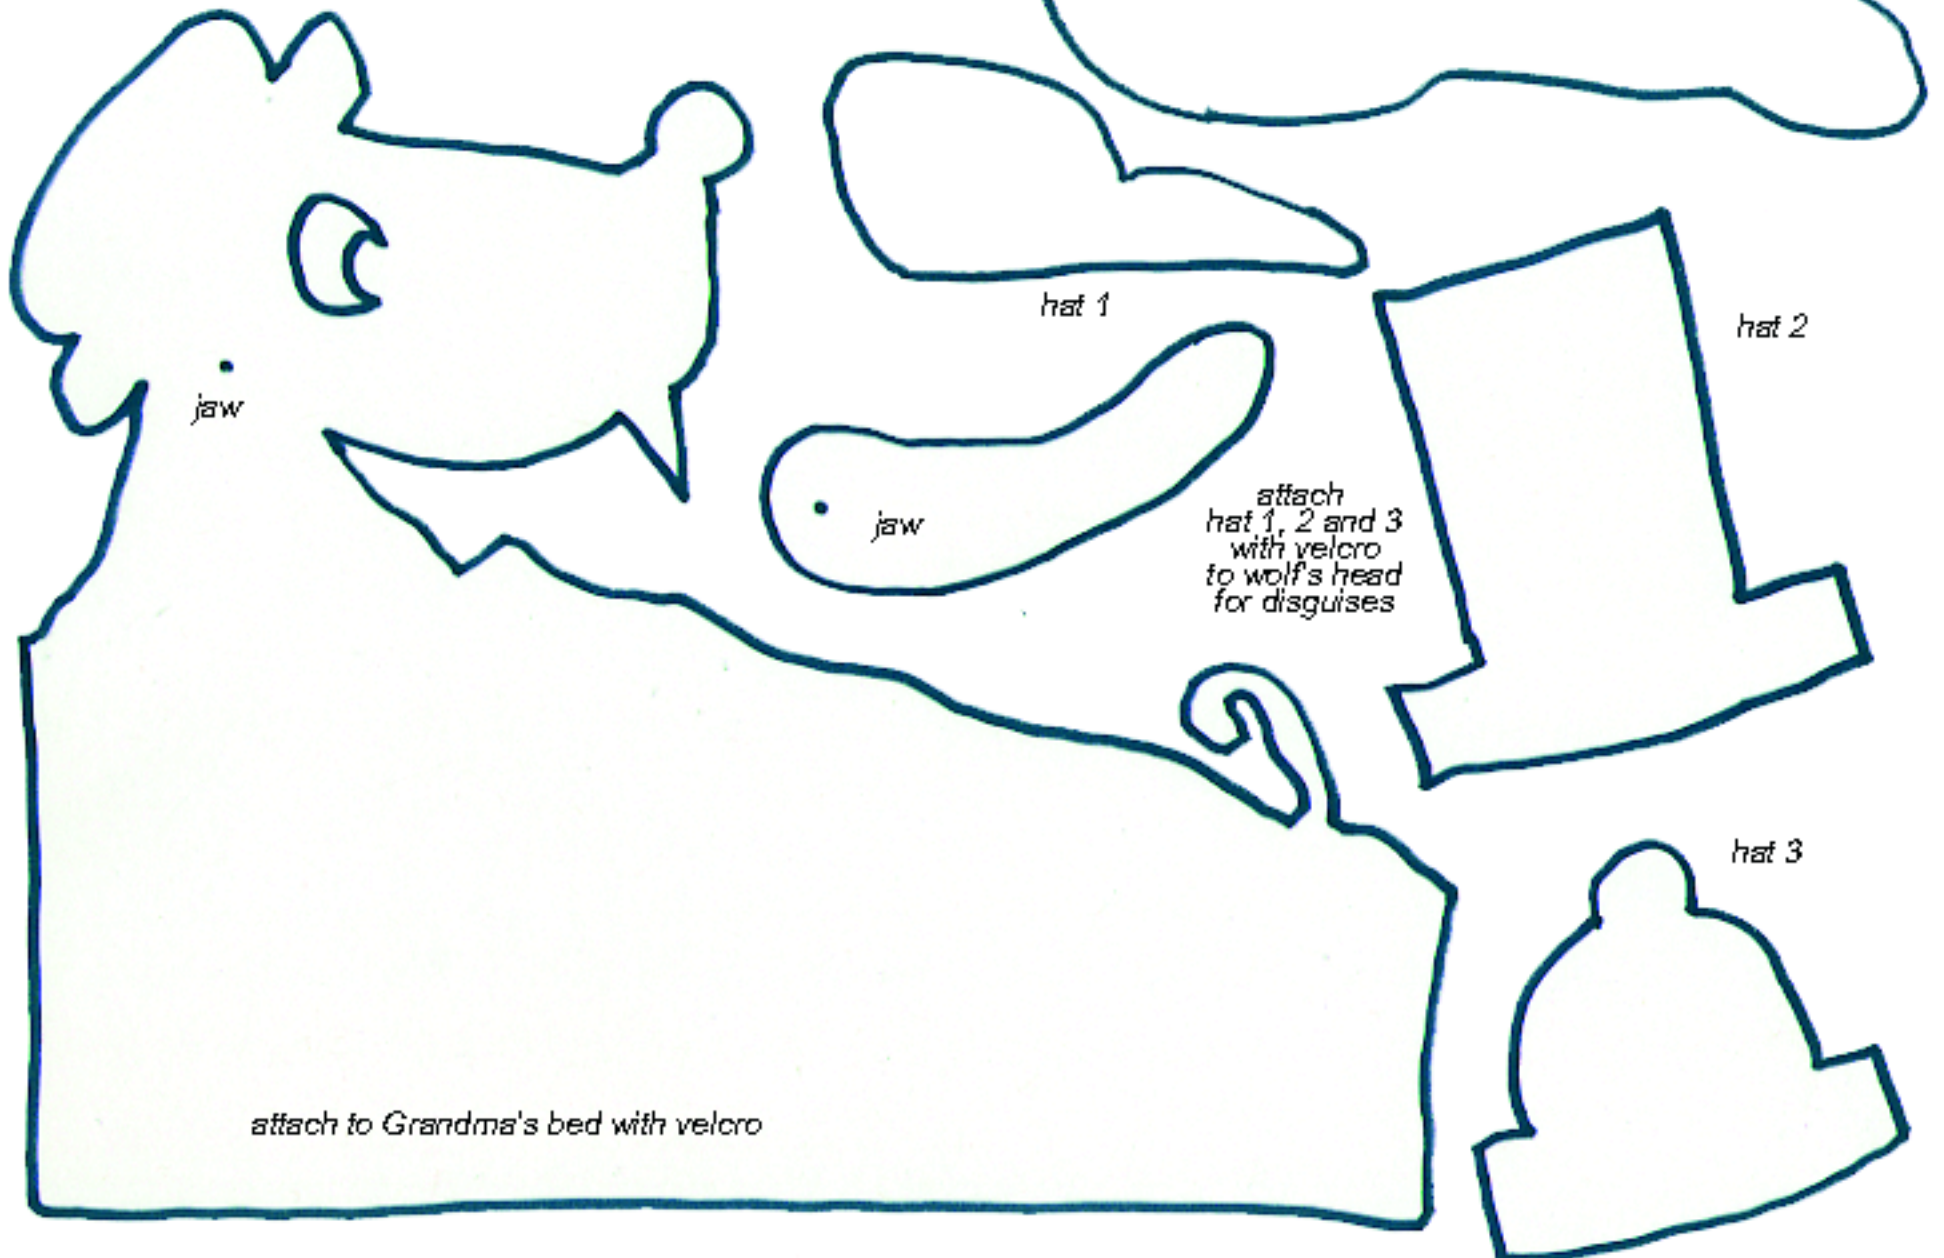 hat 1
hat 2
jaw
jaw
attach
hat 1, 2 and 3
with velcro
to wolf's head
for disguises
hat 3
attach to Grandma's bed with velcro